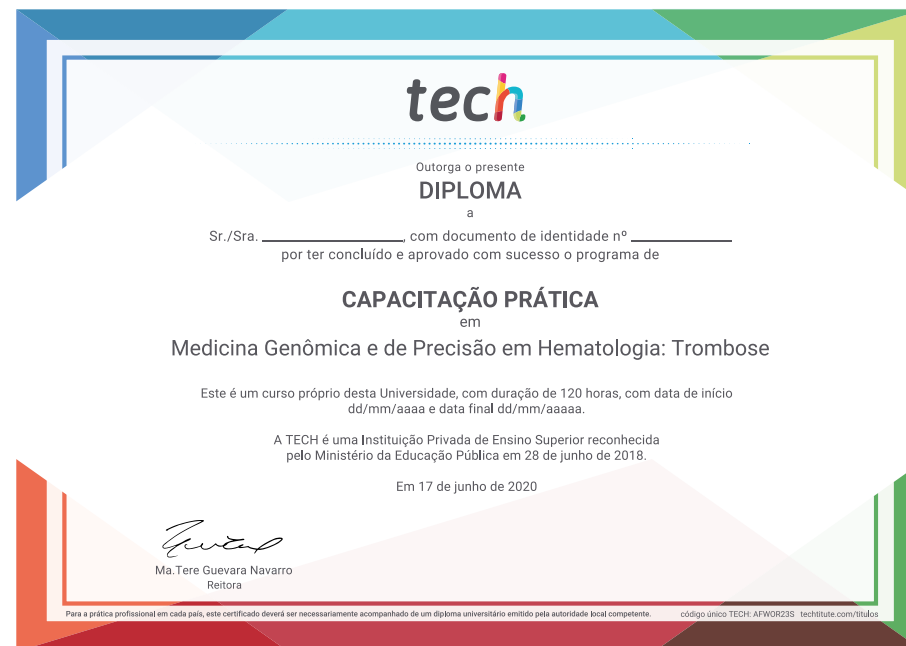 tech
Outorga o presente
DIPLOMA
a
Sr./Sra. _________________, com documento de identidade nº ____________
por ter concluído e aprovado com sucesso o programa de
CAPACITAÇÃO PRÁTICA
em
Medicina Genômica e de Precisão em Hematologia: Trombose
Este é um curso próprio desta Universidade, com duração de 120 horas, com data de início
dd/mm/aaaa e data final dd/mm/aaaaa.
A TECH é uma Instituição Privada de Ensino Superior reconhecida
pelo Ministério da Educação Pública em 28 de junho de 2018.
Em 17 de junho de 2020
Ma.Tere Guevara Navarro
Reitora
Para a prática profissional em cada país, este certificado deverá ser necessariamente acompanhado de um diploma universitário emitido pela autoridade local competente. código único TECH: AFWOR23S techtitute.com/titulos